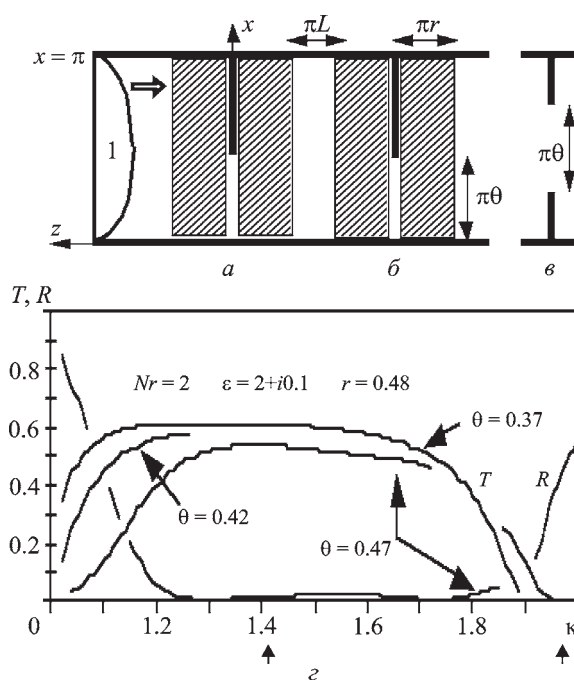 x
πL
πr
x = π
1
πθ
πθ
z
а
б
в
T, R
Nr = 2 ε = 2+i0.1 r = 0.48
0.8
0.6
θ = 0.37
T
R
0.4
θ = 0.42
θ = 0.47
0.2
0
1.2
1.4
1.6
1.8
κ
г